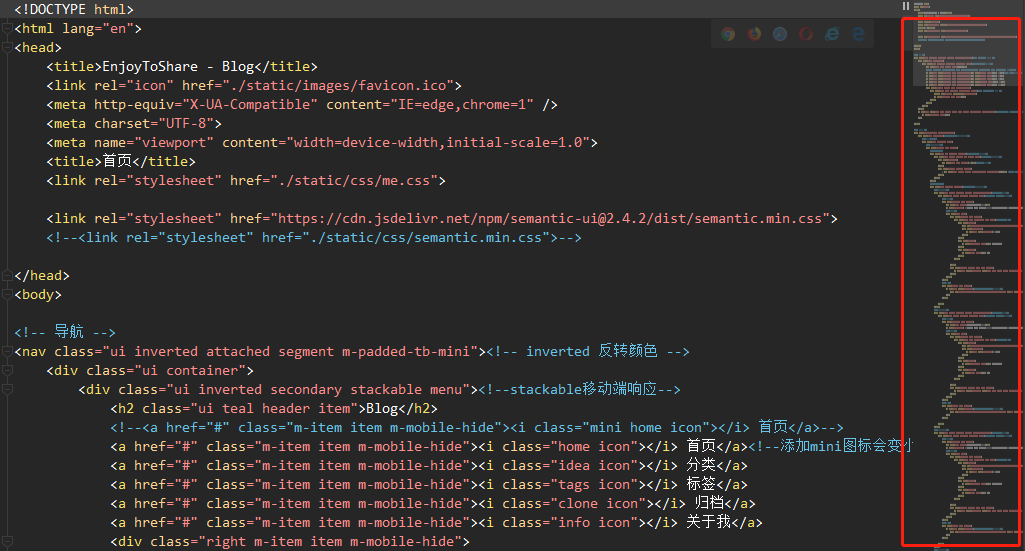 <!DOCTYPE html>
<html lang="en">
<head>
    <title>EnjoyToShare - Blog</title>
    <link rel="icon" href="./static/images/favicon.ico">
    <meta http-equiv="X-UA-Compatible" content="IE=edge,chrome=1" />
    <meta charset="UTF-8">
    <meta name="viewport" content="width=device-width,initial-scale=1.0">
    <title>首页</title>
    <link rel="stylesheet" href="./static/css/me.css">
    <link rel="stylesheet" href="https://cdn.jsdelivr.net/npm/semantic-ui@2.4.2/dist/semantic.min.css">
    <!--<link rel="stylesheet" href="./static/css/semantic.min.css">-->
</head>
<body>
<!-- 导航 -->
<nav class="ui inverted attached segment m-padded-tb-mini"><!-- inverted 反转颜色 -->
    <div class="ui container">
        <div class="ui inverted secondary stackable menu"><!--stackable移动端响应-->
            <h2 class="ui teal header item">Blog</h2>
            <!--<a href="#" class="m-item item m-mobile-hide"><i class="mini home icon"></i> 首页</a>-->
            <a href="#" class="m-item item m-mobile-hide"><i class="home icon"></i> 首页</a><!--添加mini图标会变小
            <a href="#" class="m-item item m-mobile-hide"><i class="idea icon"></i> 分类</a>
            <a href="#" class="m-item item m-mobile-hide"><i class="tags icon"></i> 标签</a>
            <a href="#" class="m-item item m-mobile-hide"><i class="clone icon"></i> 归档</a>
            <a href="#" class="m-item item m-mobile-hide"><i class="info icon"></i> 关于我</a>
            <div class="right m-item item m-mobile-hide">